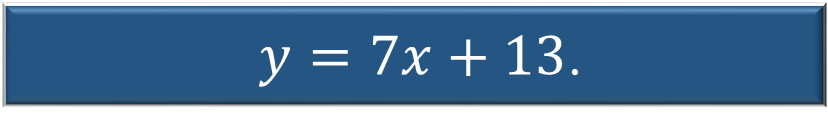 y = 7x + 13.